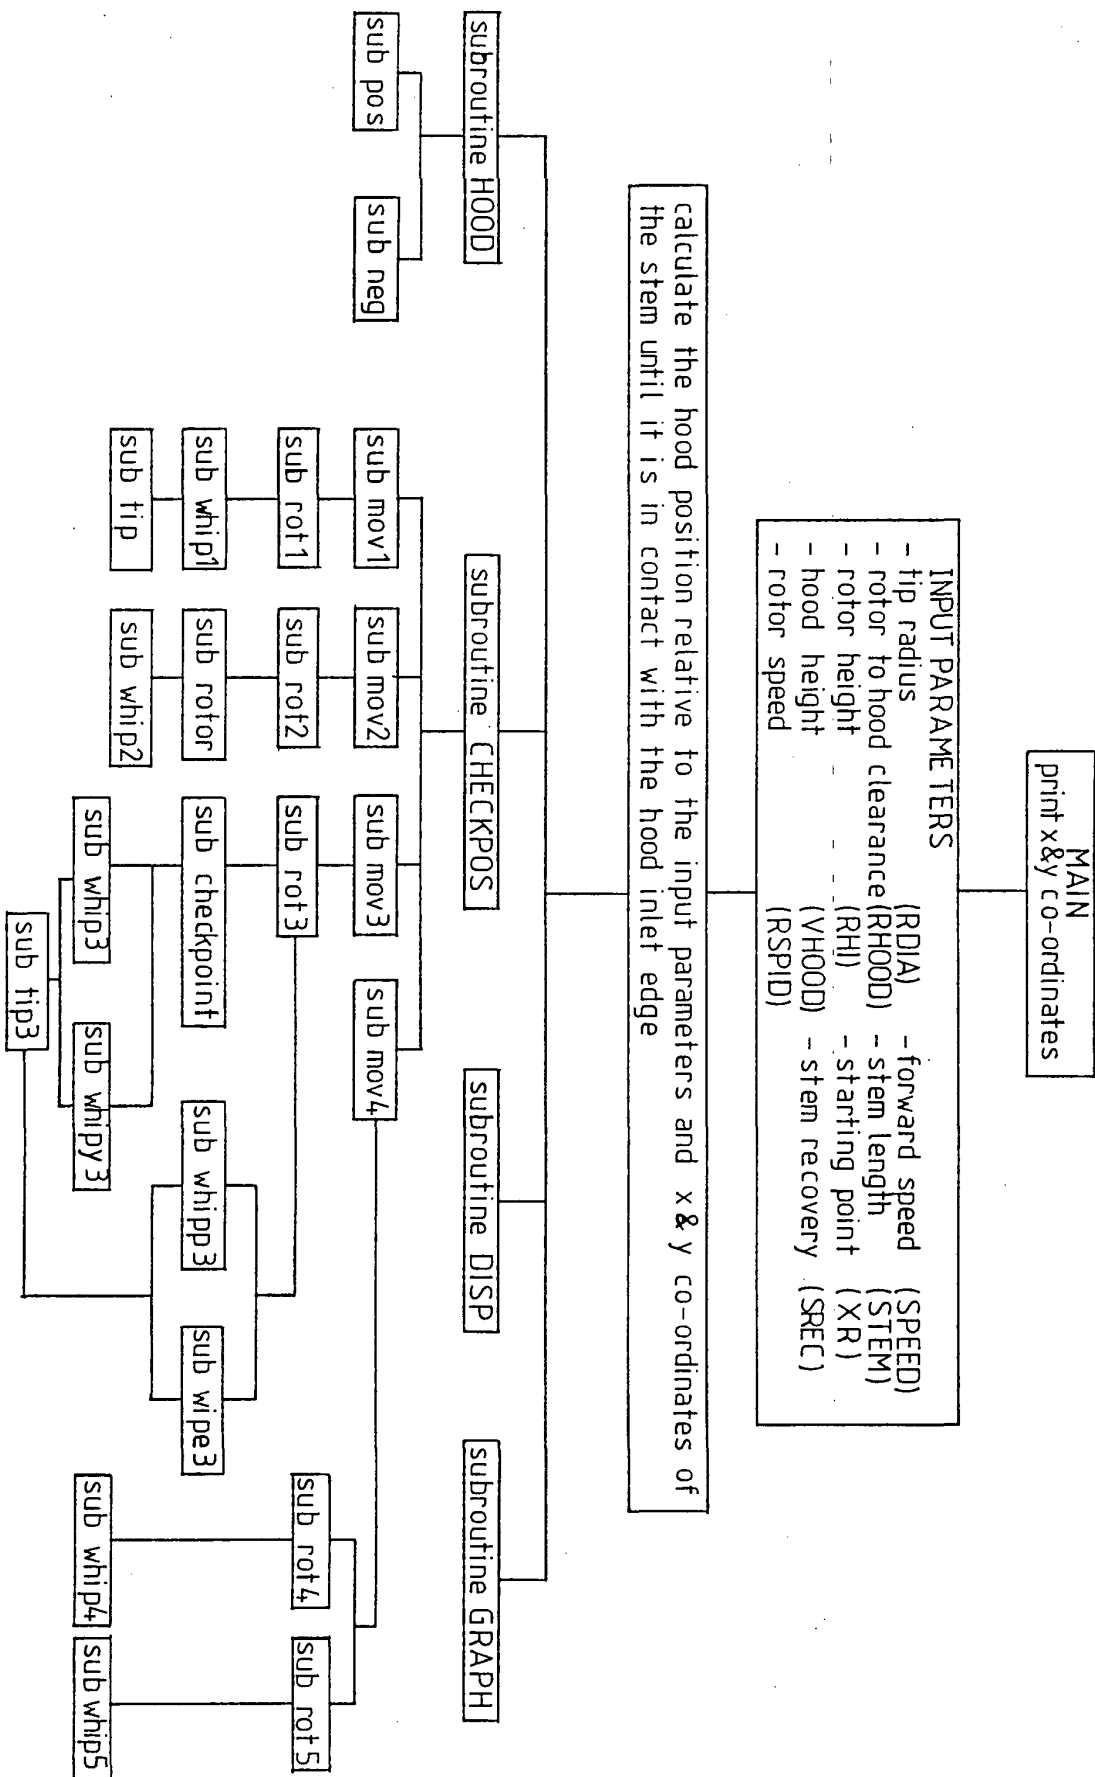 MAIN
print x&y co-ordinates
INPUT PARAMETERS
- tip radius (RDIA) - forward speed (SPEED)
- rotor to hood clearance (RHOOD) - stem length (STEM)
- rotor height (RHI) - starting point (XR)
- hood height (VHOOD) - stem recovery (SREC)
- rotor speed (RSPID)
calculate the hood position relative to the input parameters and x & y co-ordinates of
the stem until it is in contact with the hood inlet edge
subroutine HOOD
subroutine CHECKPOS
subroutine DISP
subroutine GRAPH
sub pos
sub neg
sub mov1
sub mov2
sub mov3
sub mov4
sub rot1
sub rot2
sub rot3
sub rot4
sub rot5
sub whip1
sub rotor
sub checkpoint
sub whipp3
sub wipe3
sub tip
sub whip2
sub whip3
sub whipy3
sub whip4
sub whip5
sub tip3